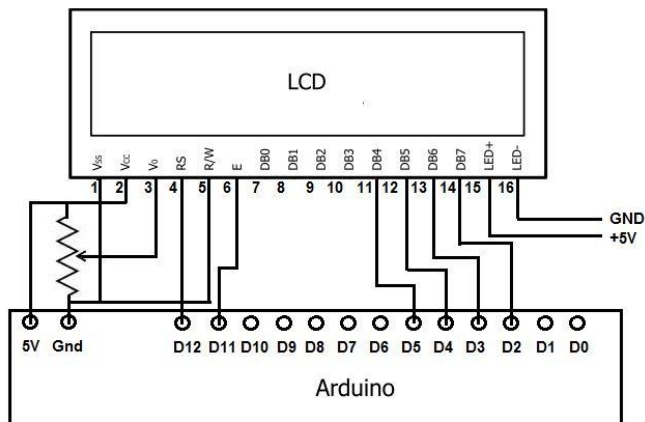 LCD
Vss Vcc Vo RS R/W E DB0 DB1 DB2 DB3 DB4 DB5 DB6 DB7 LED+ LED-
1 2 3 4 5 6 7 8 9 10 11 12 13 14 15 16
GND
+5V
5V Gnd D12 D11 D10 D9 D8 D7 D6 D5 D4 D3 D2 D1 D0
Arduino